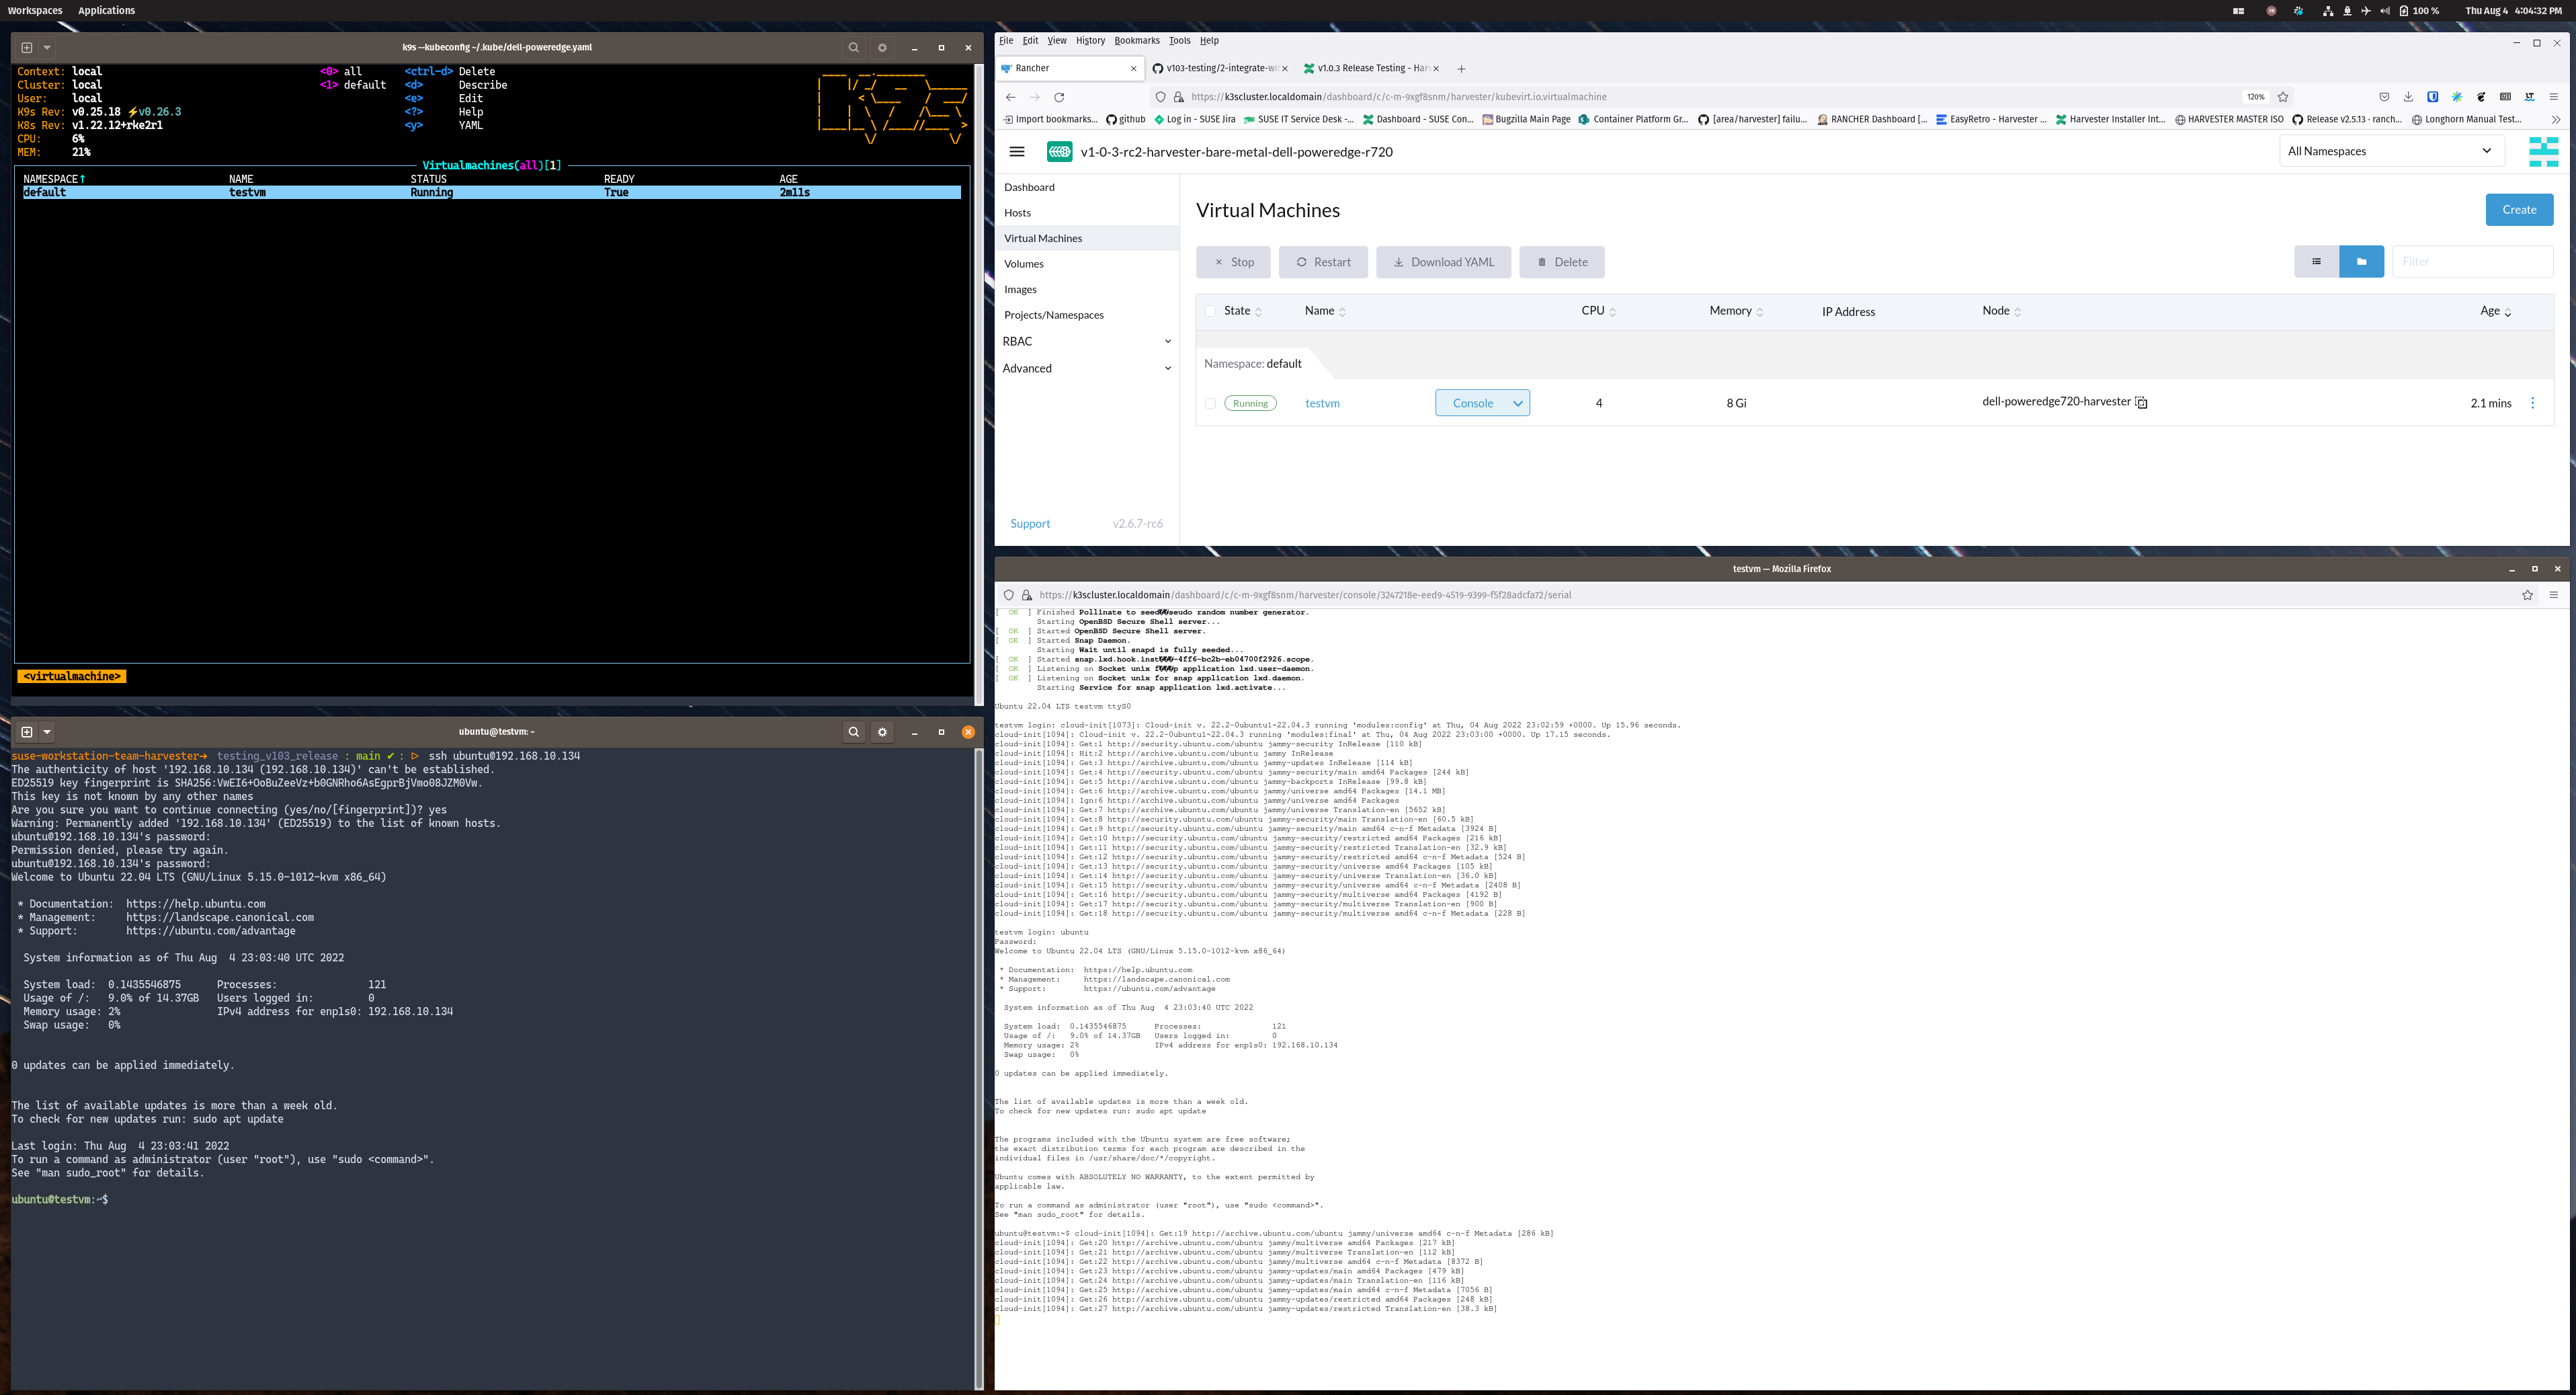 Workspaces Applications
100 % Thu Aug 4 4:04:32 PM
k9s --kubeconfig ~/.kube/dell-poweredge.yaml
Context: local <0> all <ctrl-d> Delete
Cluster: local <1> default <d> Describe
User: local <e> Edit
K9s Rev: v0.25.18 ⚡v0.26.3 <?> Help
K8s Rev: v1.22.12+rke2r1 <y> YAML
CPU: 6%
MEM: 21%
Virtualmachines(all)[1]
NAMESPACE↑ NAME STATUS READY AGE
default testvm Running True 2m11s
<virtualmachine>
ubuntu@testvm: ~
suse-workstation-team-harvester➔ testing_v103_release : main ✔ : ▷ ssh ubuntu@192.168.10.134
The authenticity of host '192.168.10.134 (192.168.10.134)' can't be established.
ED25519 key fingerprint is SHA256:VwEI6+OoBuZeeVz+b0GNRho6AsEgprBjVmo08JZM0Vw.
This key is not known by any other names
Are you sure you want to continue connecting (yes/no/[fingerprint])? yes
Warning: Permanently added '192.168.10.134' (ED25519) to the list of known hosts.
ubuntu@192.168.10.134's password:
Permission denied, please try again.
ubuntu@192.168.10.134's password:
Welcome to Ubuntu 22.04 LTS (GNU/Linux 5.15.0-1012-kvm x86_64)
* Documentation: https://help.ubuntu.com
* Management: https://landscape.canonical.com
* Support: https://ubuntu.com/advantage
System information as of Thu Aug 4 23:03:40 UTC 2022
System load: 0.1435546875 Processes: 121
Usage of /: 9.0% of 14.37GB Users logged in: 0
Memory usage: 2% IPv4 address for enp1s0: 192.168.10.134
Swap usage: 0%
0 updates can be applied immediately.
The list of available updates is more than a week old.
To check for new updates run: sudo apt update
Last login: Thu Aug 4 23:03:41 2022
To run a command as administrator (user "root"), use "sudo <command>".
See "man sudo_root" for details.
ubuntu@testvm:~$
File Edit View History Bookmarks Tools Help
Rancher v103-testing/2-integrate-wi v1.0.3 Release Testing - Harv
https://k3scluster.localdomain/dashboard/c/c-m-9xgf8snm/harvester/kubevirt.io.virtualmachine 120%
Import bookmarks... github Log in - SUSE Jira SUSE IT Service Desk -... Dashboard - SUSE Con... Bugzilla Main Page Container Platform Gr... [area/harvester] failu... RANCHER Dashboard [... EasyRetro - Harvester ... Harvester Installer Int... HARVESTER MASTER ISO Release v2.5.13 · ranch... Longhorn Manual Test...
v1-0-3-rc2-harvester-bare-metal-dell-poweredge-r720
All Namespaces
Dashboard
Hosts
Virtual Machines
Volumes
Images
Projects/Namespaces
RBAC
Advanced
Support v2.6.7-rc6
Virtual Machines
Create
Stop Restart Download YAML Delete
Filter
State Name CPU Memory IP Address Node Age
Namespace: default
Running testvm Console 4 8 Gi dell-poweredge720-harvester 2.1 mins
testvm — Mozilla Firefox
https://k3scluster.localdomain/dashboard/c/c-m-9xgf8snm/harvester/console/3247218e-eed9-4519-9399-f5f28adcfa72/serial
[ OK ] Finished Pollinate to seed���seudo random number generator.
Starting OpenBSD Secure Shell server...
[ OK ] Started OpenBSD Secure Shell server.
[ OK ] Started Snap Daemon.
Starting Wait until snapd is fully seeded...
[ OK ] Started snap.lxd.hook.inst���-4ff6-bc2b-eb04700f2926.scope.
[ OK ] Listening on Socket unix f���p application lxd.user-daemon.
[ OK ] Listening on Socket unix for snap application lxd.daemon.
Starting Service for snap application lxd.activate...
Ubuntu 22.04 LTS testvm ttyS0
testvm login: cloud-init[1073]: Cloud-init v. 22.2-0ubuntu1~22.04.3 running 'modules:config' at Thu, 04 Aug 2022 23:02:59 +0000. Up 15.96 seconds.
cloud-init[1094]: Cloud-init v. 22.2-0ubuntu1~22.04.3 running 'modules:final' at Thu, 04 Aug 2022 23:03:00 +0000. Up 17.15 seconds.
cloud-init[1094]: Get:1 http://security.ubuntu.com/ubuntu jammy-security InRelease [110 kB]
cloud-init[1094]: Hit:2 http://archive.ubuntu.com/ubuntu jammy InRelease
cloud-init[1094]: Get:3 http://archive.ubuntu.com/ubuntu jammy-updates InRelease [114 kB]
cloud-init[1094]: Get:4 http://security.ubuntu.com/ubuntu jammy-security/main amd64 Packages [244 kB]
cloud-init[1094]: Get:5 http://archive.ubuntu.com/ubuntu jammy-backports InRelease [99.8 kB]
cloud-init[1094]: Get:6 http://archive.ubuntu.com/ubuntu jammy/universe amd64 Packages [14.1 MB]
cloud-init[1094]: Ign:6 http://archive.ubuntu.com/ubuntu jammy/universe amd64 Packages
cloud-init[1094]: Get:7 http://archive.ubuntu.com/ubuntu jammy/universe Translation-en [5652 kB]
cloud-init[1094]: Get:8 http://security.ubuntu.com/ubuntu jammy-security/main Translation-en [60.5 kB]
cloud-init[1094]: Get:9 http://security.ubuntu.com/ubuntu jammy-security/main amd64 c-n-f Metadata [3924 B]
cloud-init[1094]: Get:10 http://security.ubuntu.com/ubuntu jammy-security/restricted amd64 Packages [216 kB]
cloud-init[1094]: Get:11 http://security.ubuntu.com/ubuntu jammy-security/restricted Translation-en [32.9 kB]
cloud-init[1094]: Get:12 http://security.ubuntu.com/ubuntu jammy-security/restricted amd64 c-n-f Metadata [524 B]
cloud-init[1094]: Get:13 http://security.ubuntu.com/ubuntu jammy-security/universe amd64 Packages [105 kB]
cloud-init[1094]: Get:14 http://security.ubuntu.com/ubuntu jammy-security/universe Translation-en [36.0 kB]
cloud-init[1094]: Get:15 http://security.ubuntu.com/ubuntu jammy-security/universe amd64 c-n-f Metadata [2408 B]
cloud-init[1094]: Get:16 http://security.ubuntu.com/ubuntu jammy-security/multiverse amd64 Packages [4192 B]
cloud-init[1094]: Get:17 http://security.ubuntu.com/ubuntu jammy-security/multiverse Translation-en [900 B]
cloud-init[1094]: Get:18 http://security.ubuntu.com/ubuntu jammy-security/multiverse amd64 c-n-f Metadata [228 B]
testvm login: ubuntu
Password:
Welcome to Ubuntu 22.04 LTS (GNU/Linux 5.15.0-1012-kvm x86_64)
* Documentation: https://help.ubuntu.com
* Management: https://landscape.canonical.com
* Support: https://ubuntu.com/advantage
System information as of Thu Aug 4 23:03:40 UTC 2022
System load: 0.1435546875 Processes: 121
Usage of /: 9.0% of 14.37GB Users logged in: 0
Memory usage: 2% IPv4 address for enp1s0: 192.168.10.134
Swap usage: 0%
0 updates can be applied immediately.
The list of available updates is more than a week old.
To check for new updates run: sudo apt update
The programs included with the Ubuntu system are free software;
the exact distribution terms for each program are described in the
individual files in /usr/share/doc/*/copyright.
Ubuntu comes with ABSOLUTELY NO WARRANTY, to the extent permitted by
applicable law.
To run a command as administrator (user "root"), use "sudo <command>".
See "man sudo_root" for details.
ubuntu@testvm:~$ cloud-init[1094]: Get:19 http://archive.ubuntu.com/ubuntu jammy/universe amd64 c-n-f Metadata [286 kB]
cloud-init[1094]: Get:20 http://archive.ubuntu.com/ubuntu jammy/multiverse amd64 Packages [217 kB]
cloud-init[1094]: Get:21 http://archive.ubuntu.com/ubuntu jammy/multiverse Translation-en [112 kB]
cloud-init[1094]: Get:22 http://archive.ubuntu.com/ubuntu jammy/multiverse amd64 c-n-f Metadata [8372 B]
cloud-init[1094]: Get:23 http://archive.ubuntu.com/ubuntu jammy-updates/main amd64 Packages [479 kB]
cloud-init[1094]: Get:24 http://archive.ubuntu.com/ubuntu jammy-updates/main Translation-en [116 kB]
cloud-init[1094]: Get:25 http://archive.ubuntu.com/ubuntu jammy-updates/main amd64 c-n-f Metadata [7056 B]
cloud-init[1094]: Get:26 http://archive.ubuntu.com/ubuntu jammy-updates/restricted amd64 Packages [248 kB]
cloud-init[1094]: Get:27 http://archive.ubuntu.com/ubuntu jammy-updates/restricted Translation-en [38.3 kB]